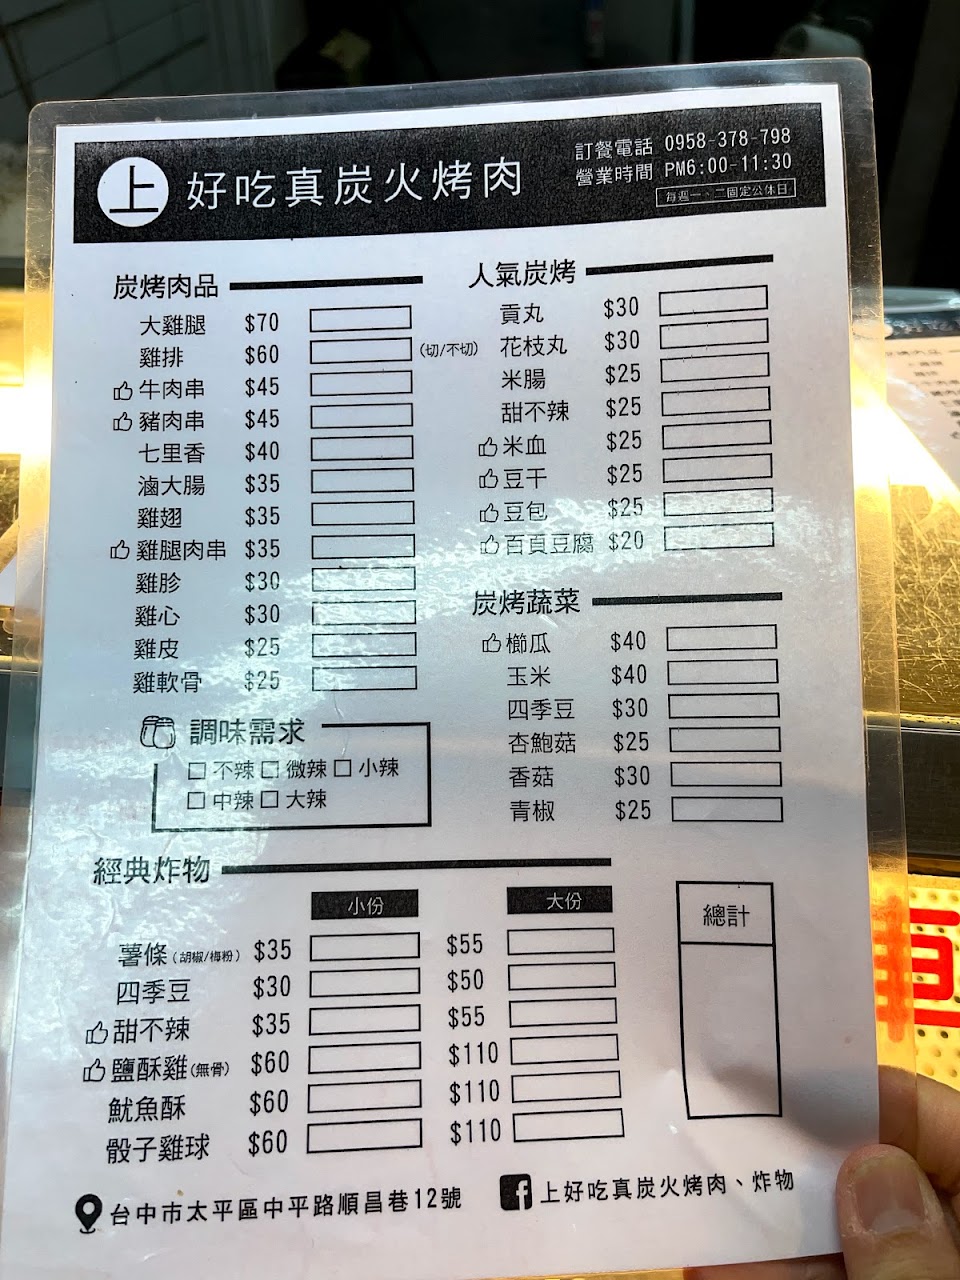 上 好吃真炭火烤肉
訂餐電話 0958-378-798
營業時間 PM6:00-11:30
每週一、二固定公休日
炭烤肉品
大雞腿 $70
雞排 $60 (切/不切)
牛肉串 $45
豬肉串 $45
七里香 $40
滷大腸 $35
雞翅 $35
雞腿肉串 $35
雞胗 $30
雞心 $30
雞皮 $25
雞軟骨 $25
人氣炭烤
貢丸 $30
花枝丸 $30
米腸 $25
甜不辣 $25
米血 $25
豆干 $25
豆包 $25
百頁豆腐 $20
炭烤蔬菜
櫛瓜 $40
玉米 $40
四季豆 $30
杏鮑菇 $25
香菇 $30
青椒 $25
調味需求
不辣 微辣 小辣
中辣 大辣
經典炸物
小份 大份
薯條(胡椒/梅粉) $35 $55
四季豆 $30 $50
甜不辣 $35 $55
鹽酥雞(無骨) $60 $110
魷魚酥 $60 $110
骰子雞球 $60 $110
總計
台中市太平區中平路順昌巷12號
上好吃真炭火烤肉、炸物